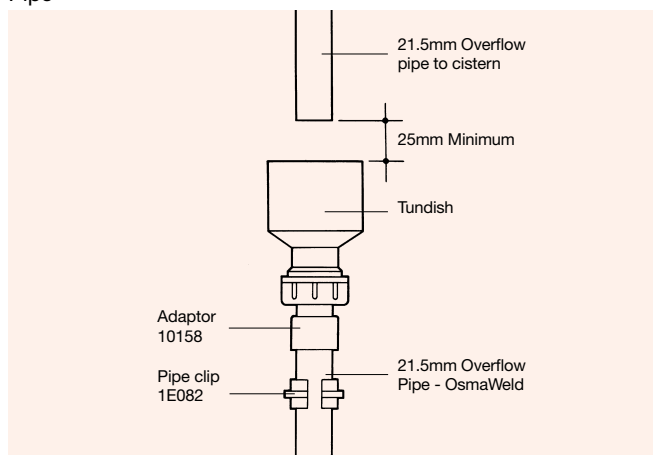 21.5mm Overflow
pipe to cistern
25mm Minimum
Tundish
Adaptor
10158
21.5mm Overflow
Pipe - OsmaWeld
Pipe clip
1E082